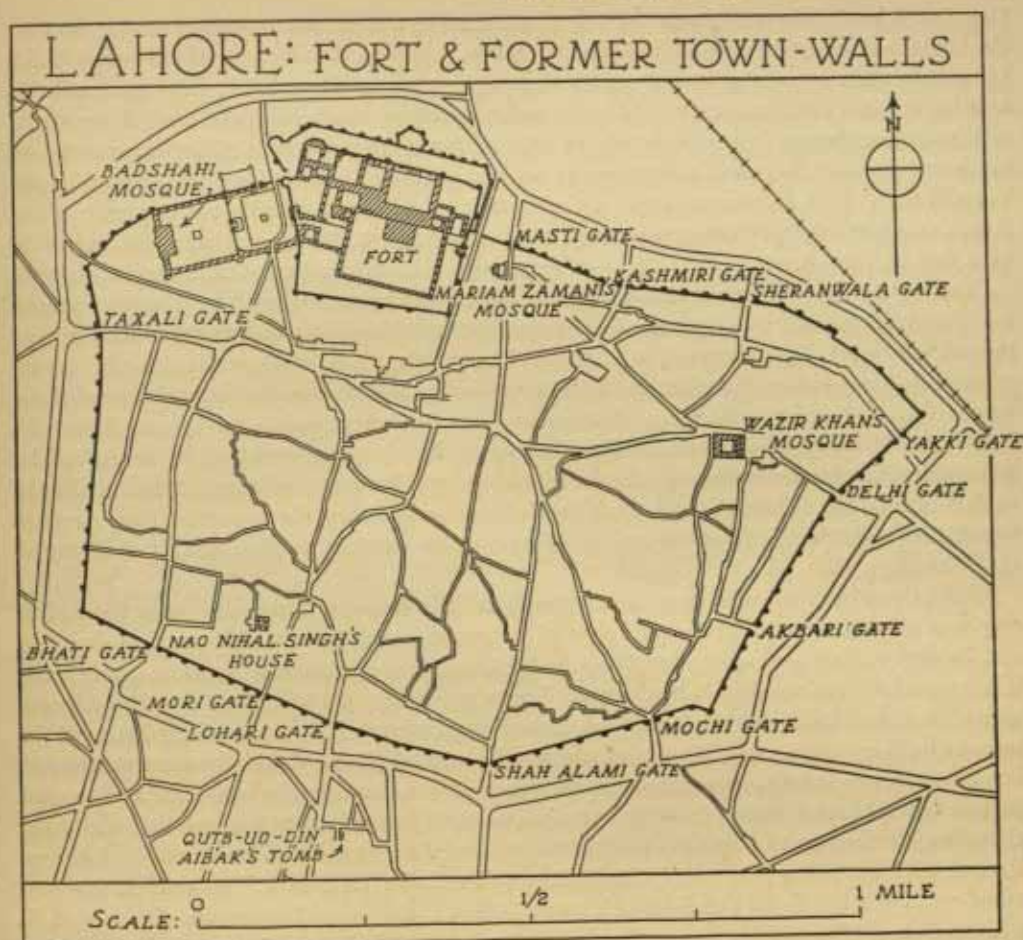 LAHORE: FORT & FORMER TOWN-WALLS
N
BADSHAHI
MOSQUE
FORT
MASTI GATE
KASHMIRI GATE
SHERANWALA GATE
MARIAM ZAMANIS
MOSQUE
TAXALI GATE
WAZIR KHANS
MOSQUE
YAKKI GATE
DELHI GATE
AKBARI GATE
NAO NIHAL SINGH'S
HOUSE
BHATI GATE
MORI GATE
LOHARI GATE
MOCHI GATE
SHAH ALAMI GATE
QUTB-UD-DIN
AIBAK'S TOMB
SCALE: 0 1/2 1 MILE